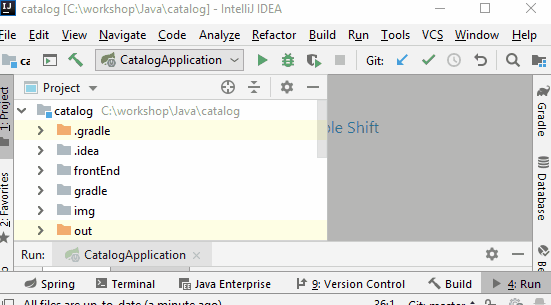 catalog [C:\workshop\Java\catalog] - IntelliJ IDEA
File Edit View Navigate Code Analyze Refactor Build Run Tools VCS Window Help
ca CatalogApplication Git:
1: Project
Project
catalog C:\workshop\Java\catalog
.gradle
.idea
frontEnd
gradle
img
out
ble Shift
Gradle
Database
2: Favorites
Run: CatalogApplication
Spring Terminal Java Enterprise 9: Version Control Build 4: Run
All files are up-to-date (a minute ago) 36:1 Git: master